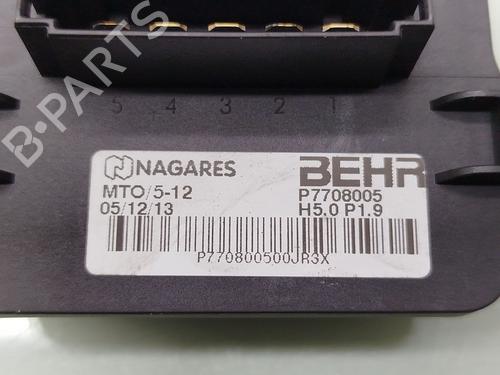 B-PARTS
5 4 3 2 1
NAGARES BEHR
MTO/5-12 P7708005
05/12/13 H5.0 P1.9
P770800500JR3X